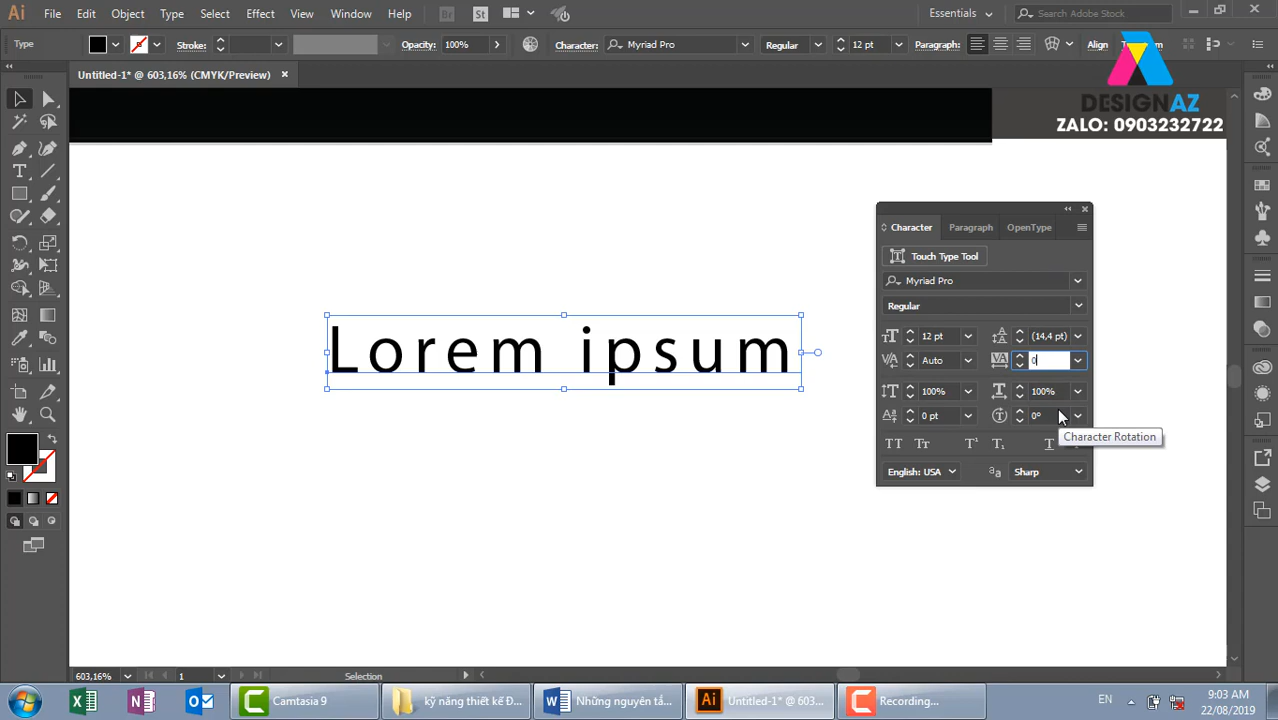 Ai File Edit Object Type Select Effect View Window Help Br St Essentials Search Adobe Stock
Type Stroke: Opacity: 100% Character: Myriad Pro Regular 12 pt Paragraph: Align
Untitled-1* @ 603,16% (CMYK/Preview)
DESIGNAZ
ZALO: 0903232722
Character Paragraph OpenType
Touch Type Tool
Myriad Pro
Regular
12 pt (14,4 pt)
Auto 0
100% 100%
0 pt 0°
Character Rotation
English: USA Sharp
Lorem ipsum
603,16% 1 Selection
Camtasia 9 kỹ năng thiết kế Đ... Những nguyên tắ... Untitled-1* @ 603... Recording...
EN 9:03 AM
22/08/2019